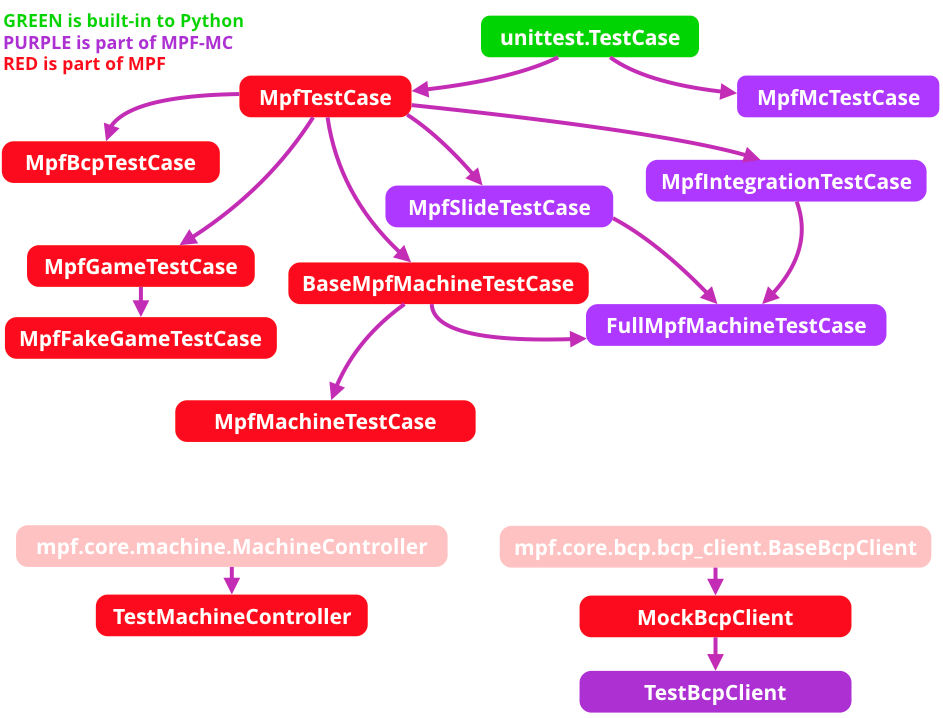 GREEN is built-in to Python
PURPLE is part of MPF-MC
RED is part of MPF
unittest.TestCase
MpfTestCase
MpfMcTestCase
MpfBcpTestCase
MpfIntegrationTestCase
MpfSlideTestCase
MpfGameTestCase
BaseMpfMachineTestCase
FullMpfMachineTestCase
MpfFakeGameTestCase
MpfMachineTestCase
mpf.core.machine.MachineController
mpf.core.bcp.bcp_client.BaseBcpClient
TestMachineController
MockBcpClient
TestBcpClient